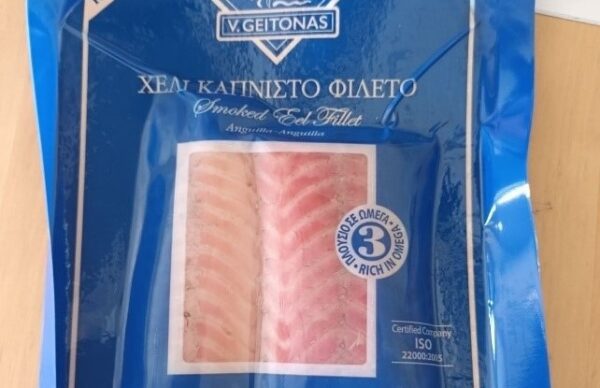 V. GEITONAS
ΧΕΛΙ ΚΑΠΝΙΣΤΟ ΦΙΛΕΤΟ
Smoked Eel Fillet
Anguilla-Anguilla
ΠΛΟΥΣΙΟ ΣΕ ΩΜΕΓΑ •
3
• RICH IN OMEGA
Certified Company
ISO
22000:2005